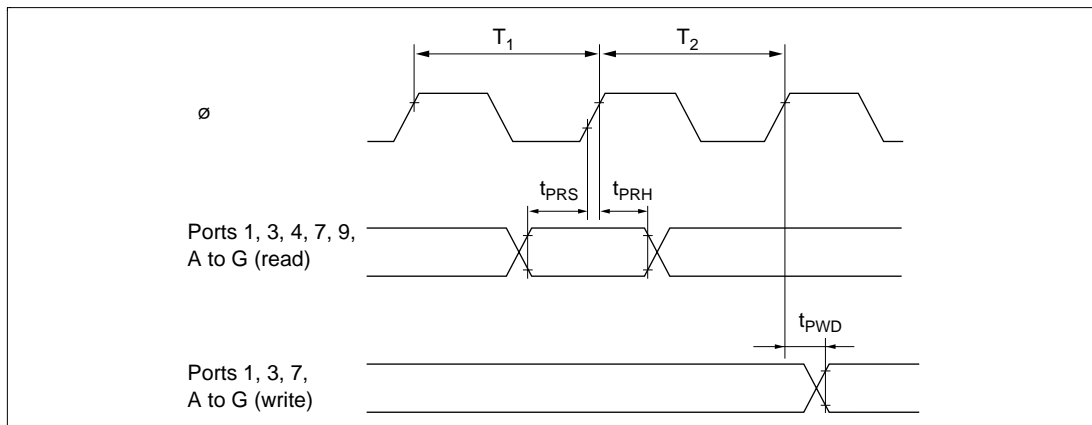 T1 T2
ø
tPRS tPRH
Ports 1, 3, 4, 7, 9,
A to G (read)
tPWD
Ports 1, 3, 7,
A to G (write)